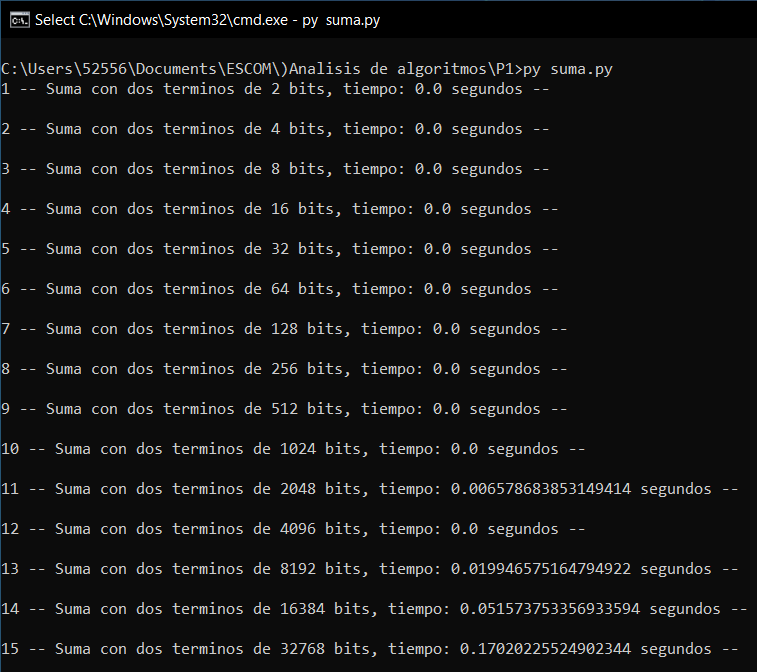 Select C:\Windows\System32\cmd.exe - py  suma.py
C:\Users\52556\Documents\ESCOM\)Analisis de algoritmos\P1>py suma.py
1 -- Suma con dos terminos de 2 bits, tiempo: 0.0 segundos --
2 -- Suma con dos terminos de 4 bits, tiempo: 0.0 segundos --
3 -- Suma con dos terminos de 8 bits, tiempo: 0.0 segundos --
4 -- Suma con dos terminos de 16 bits, tiempo: 0.0 segundos --
5 -- Suma con dos terminos de 32 bits, tiempo: 0.0 segundos --
6 -- Suma con dos terminos de 64 bits, tiempo: 0.0 segundos --
7 -- Suma con dos terminos de 128 bits, tiempo: 0.0 segundos --
8 -- Suma con dos terminos de 256 bits, tiempo: 0.0 segundos --
9 -- Suma con dos terminos de 512 bits, tiempo: 0.0 segundos --
10 -- Suma con dos terminos de 1024 bits, tiempo: 0.0 segundos --
11 -- Suma con dos terminos de 2048 bits, tiempo: 0.006578683853149414 segundos --
12 -- Suma con dos terminos de 4096 bits, tiempo: 0.0 segundos --
13 -- Suma con dos terminos de 8192 bits, tiempo: 0.019946575164794922 segundos --
14 -- Suma con dos terminos de 16384 bits, tiempo: 0.051573753356933594 segundos --
15 -- Suma con dos terminos de 32768 bits, tiempo: 0.17020225524902344 segundos --